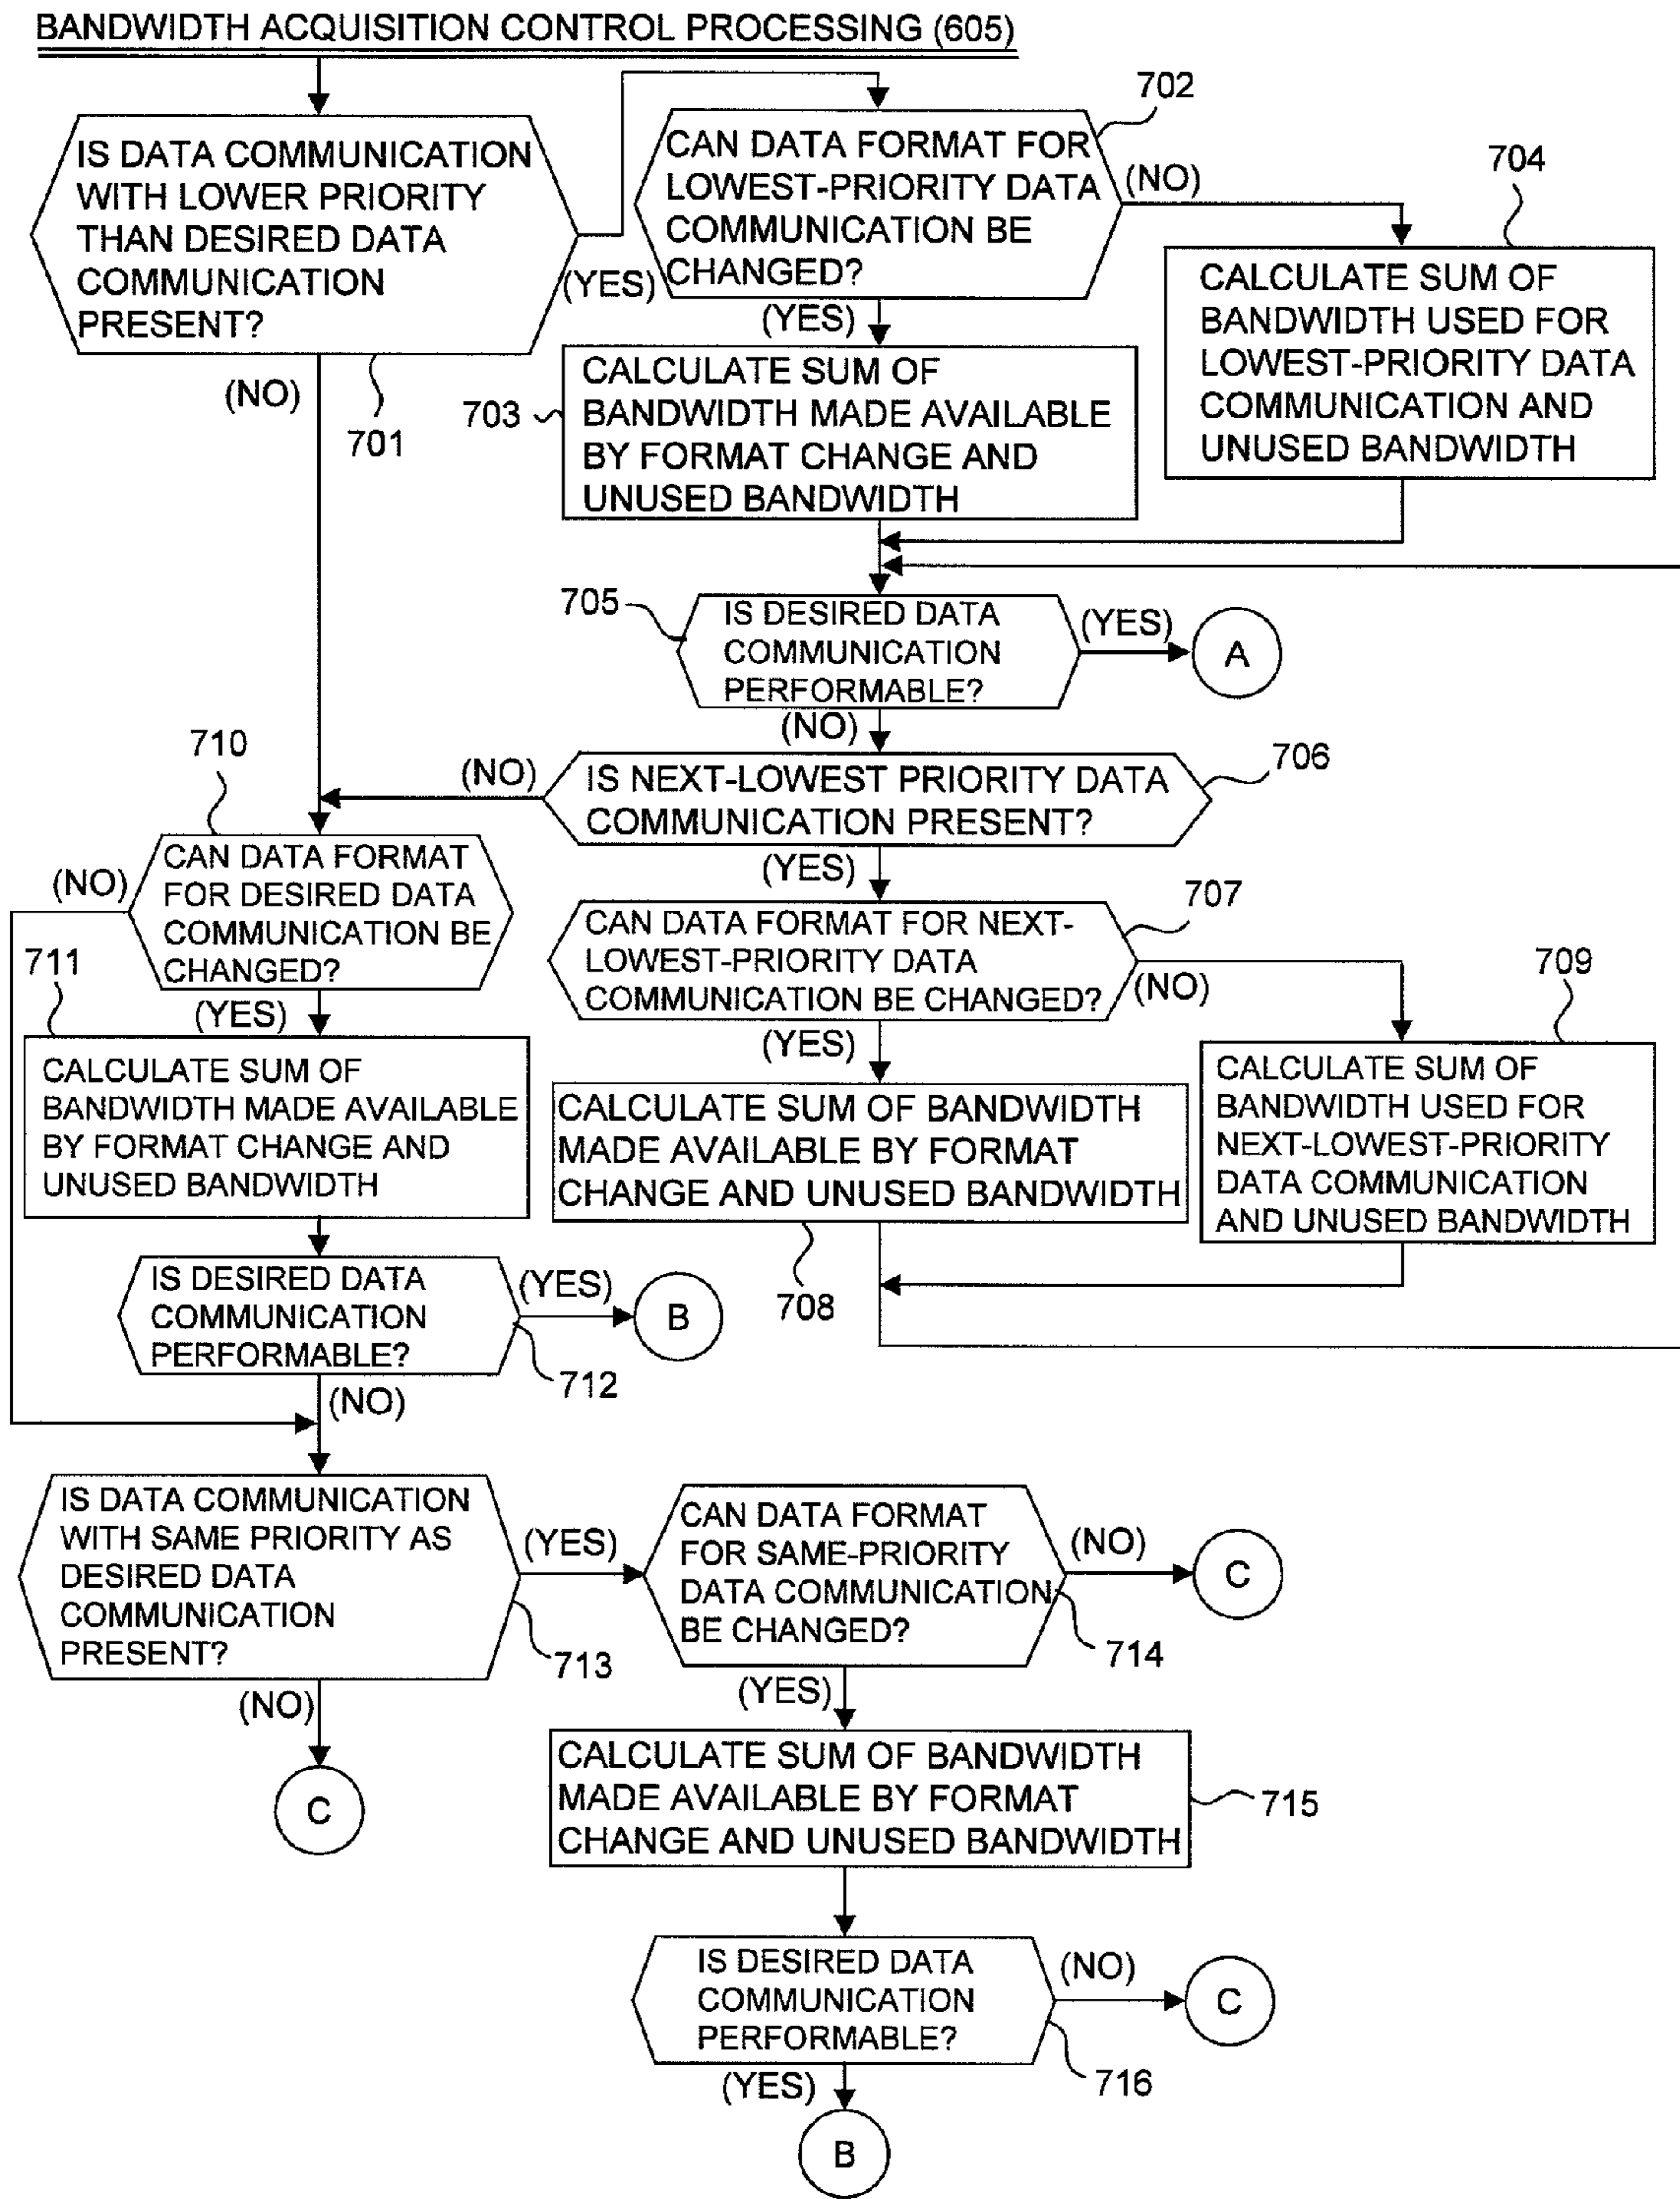 BANDWIDTH ACQUISITION CONTROL PROCESSING (605)
IS DATA COMMUNICATION
WITH LOWER PRIORITY
THAN DESIRED DATA
COMMUNICATION
PRESENT?
(YES)
(NO)
701
CAN DATA FORMAT FOR
LOWEST-PRIORITY DATA
COMMUNICATION BE
CHANGED?
702
(NO)
(YES)
704
CALCULATE SUM OF
BANDWIDTH USED FOR
LOWEST-PRIORITY DATA
COMMUNICATION AND
UNUSED BANDWIDTH
703
CALCULATE SUM OF
BANDWIDTH MADE AVAILABLE
BY FORMAT CHANGE AND
UNUSED BANDWIDTH
705
IS DESIRED DATA
COMMUNICATION
PERFORMABLE?
(YES)
A
(NO)
706
IS NEXT-LOWEST PRIORITY DATA
COMMUNICATION PRESENT?
(NO)
(YES)
710
CAN DATA FORMAT
FOR DESIRED DATA
COMMUNICATION BE
CHANGED?
(NO)
(YES)
707
CAN DATA FORMAT FOR NEXT-
LOWEST-PRIORITY DATA
COMMUNICATION BE CHANGED?
(NO)
(YES)
711
CALCULATE SUM OF
BANDWIDTH MADE AVAILABLE
BY FORMAT CHANGE AND
UNUSED BANDWIDTH
CALCULATE SUM OF BANDWIDTH
MADE AVAILABLE BY FORMAT
CHANGE AND UNUSED BANDWIDTH
708
709
CALCULATE SUM OF
BANDWIDTH USED FOR
NEXT-LOWEST-PRIORITY
DATA COMMUNICATION
AND UNUSED BANDWIDTH
IS DESIRED DATA
COMMUNICATION
PERFORMABLE?
(YES)
B
712
(NO)
IS DATA COMMUNICATION
WITH SAME PRIORITY AS
DESIRED DATA
COMMUNICATION
PRESENT?
(YES)
713
(NO)
C
CAN DATA FORMAT
FOR SAME-PRIORITY
DATA COMMUNICATION
BE CHANGED?
(NO)
C
714
(YES)
CALCULATE SUM OF BANDWIDTH
MADE AVAILABLE BY FORMAT
CHANGE AND UNUSED BANDWIDTH
715
IS DESIRED DATA
COMMUNICATION
PERFORMABLE?
(NO)
C
716
(YES)
B